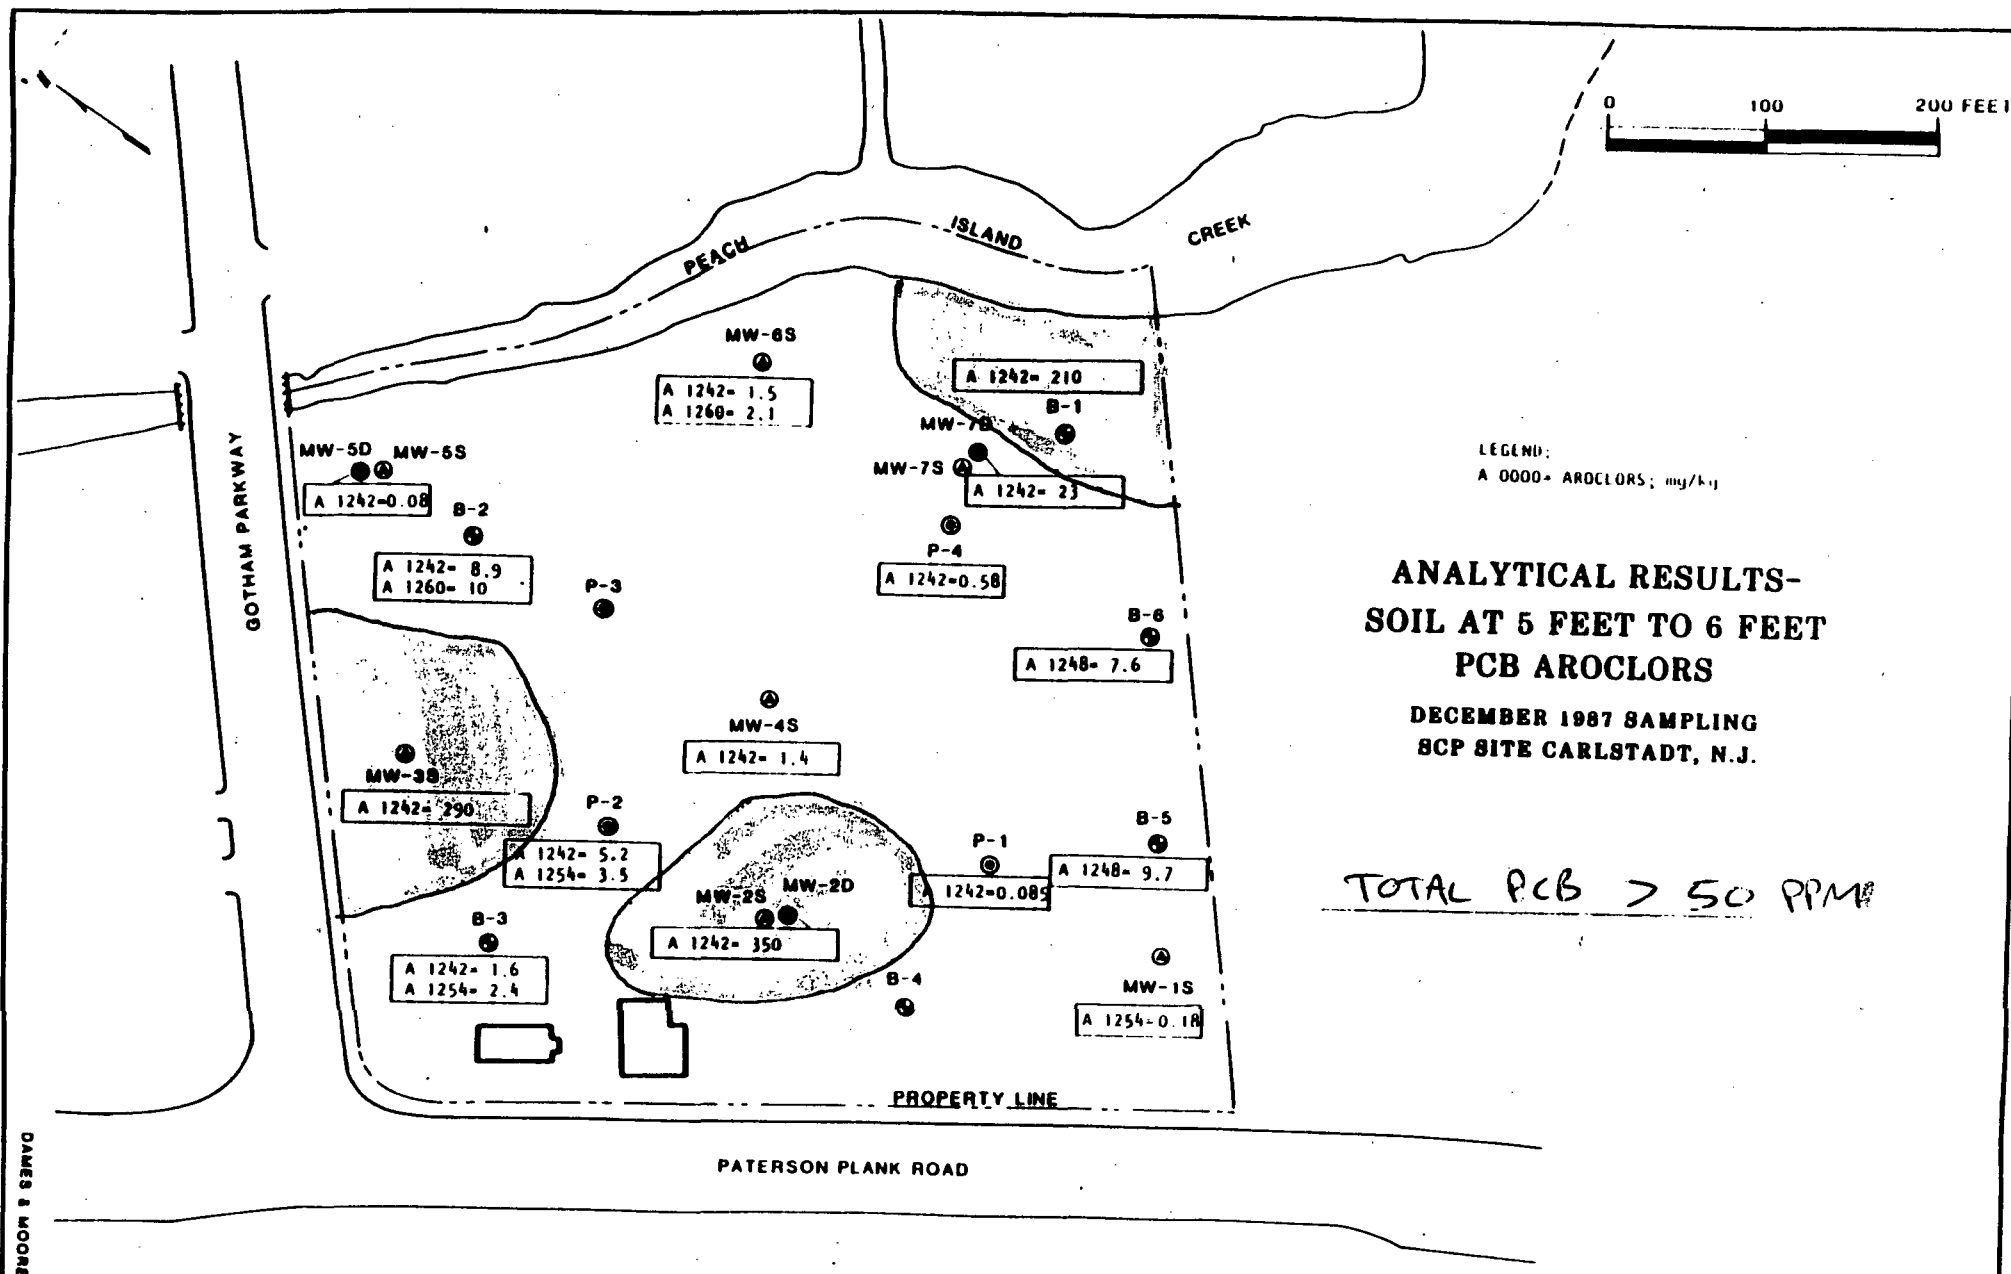 0 100 200 FEET
PEACH ISLAND CREEK
MW-6S
A 1242= 1.5
A 1260= 2.1
A 1242= 210
B-1
MW-7D
MW-7S
A 1242= 23
MW-5D MW-5S
A 1242=0.08
B-2
A 1242= 8.9
A 1260= 10
P-3
P-4
A 1242=0.58
B-6
A 1248= 7.6
GOTHAM PARKWAY
LEGEND:
A 0000= AROCLORS; mg/kg
ANALYTICAL RESULTS-
SOIL AT 5 FEET TO 6 FEET
PCB AROCLORS
DECEMBER 1987 SAMPLING
SCP SITE CARLSTADT, N.J.
MW-4S
A 1242= 1.4
MW-3S
A 1242= 290
P-2
A 1242= 5.2
A 1254= 3.5
MW-2S MW-2D
A 1242= 350
P-1
1242=0.085
B-5
A 1248= 9.7
TOTAL PCB > 50 PPM
B-3
A 1242= 1.6
A 1254= 2.4
B-4
MW-1S
A 1254=0.18
PROPERTY LINE
PATERSON PLANK ROAD
DAMES & MOORE